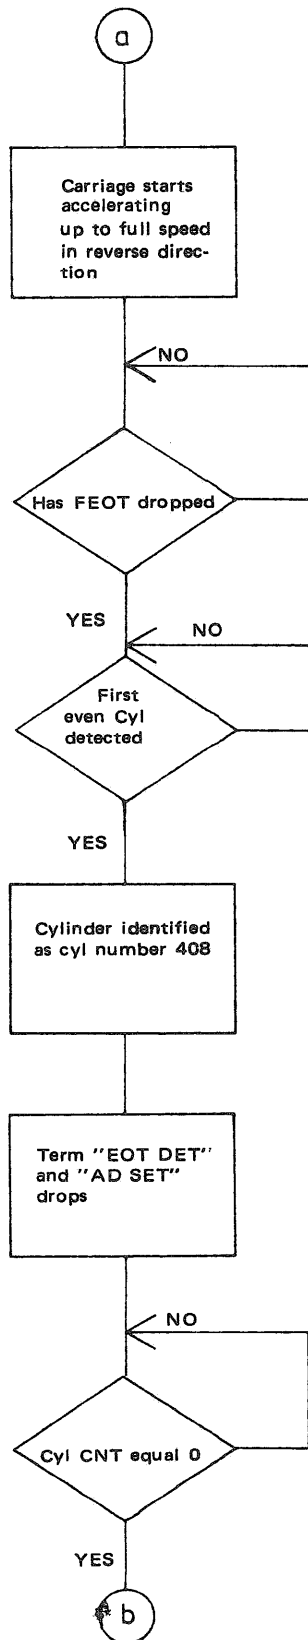 a
Carriage starts
accelerating
up to full speed
in reverse direc-
tion
NO
Has FEOT dropped
YES
NO
First
even Cyl
detected
YES
Cylinder identified
as cyl number 408
Term "EOT DET"
and "AD SET"
drops
NO
Cyl CNT equal 0
YES
b